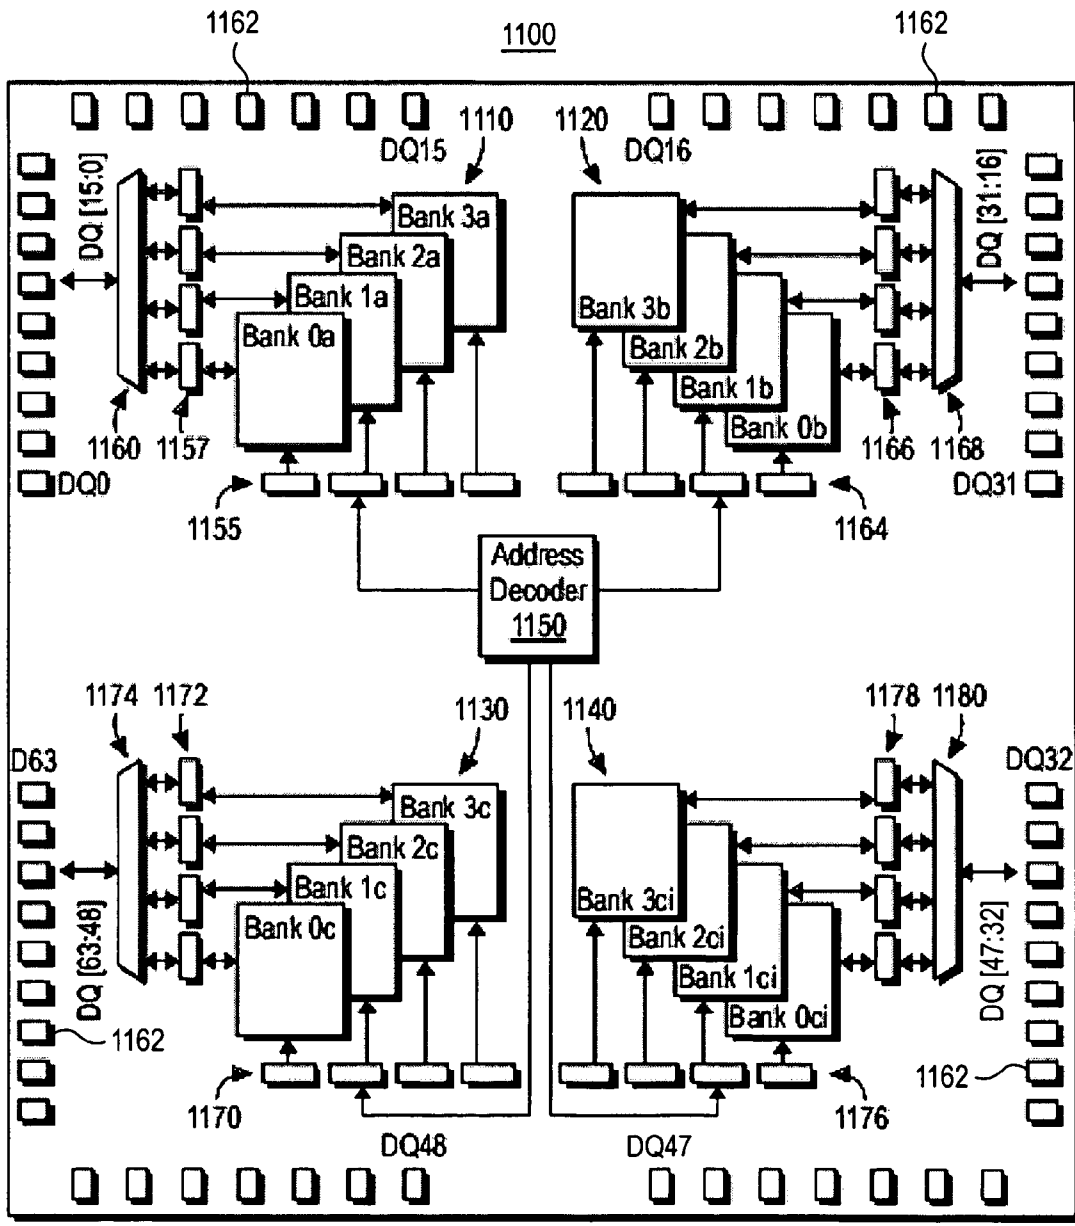 1162
1100
1162
1110
1120
DQ15
DQ16
DQ [15:0]
DQ [31:16]
Bank 3a
Bank 2a
Bank 1a
Bank 0a
Bank 3b
Bank 2b
Bank 1b
Bank 0b
1160
1157
1166
1168
DQ0
DQ31
1155
1164
Address
Decoder
1150
1174
1172
1130
1140
1178
1180
D63
DQ32
Bank 3c
Bank 2c
Bank 1c
Bank 0c
Bank 3ci
Bank 2ci
Bank 1ci
Bank 0ci
DQ [63:48]
DQ [47:32]
1162
1162
1170
1176
DQ48
DQ47